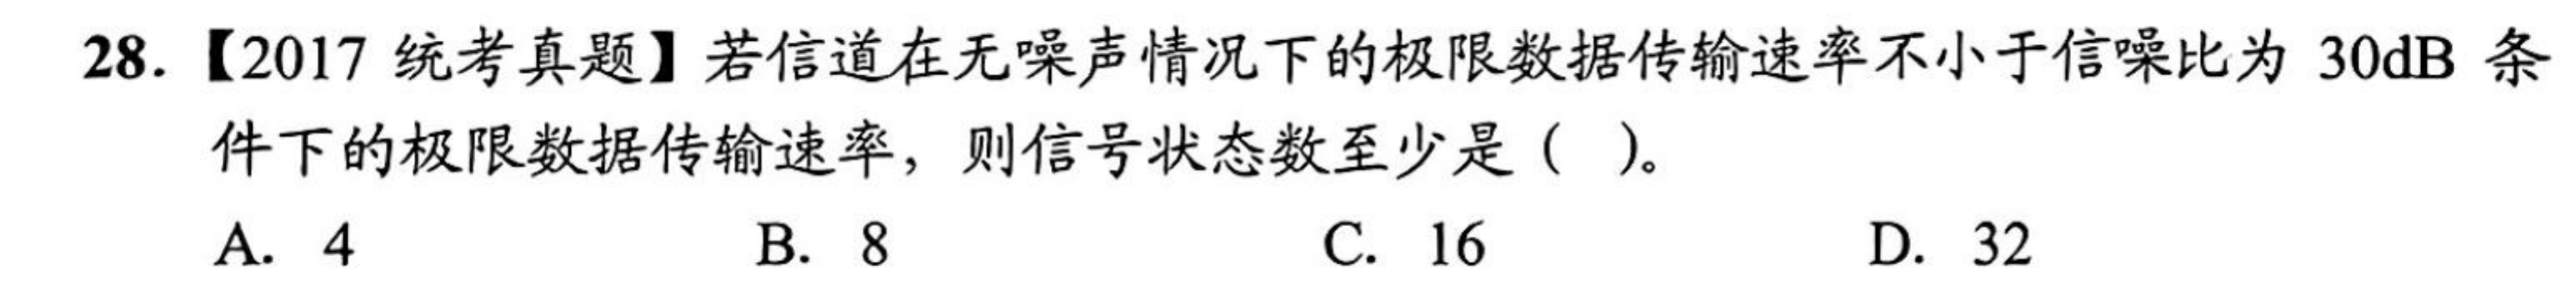 28.【2017 统考真题】若信道在无噪声情况下的极限数据传输速率不小于信噪比为 30dB 条
件下的极限数据传输速率，则信号状态数至少是（ ）。
A. 4 B. 8 C. 16 D. 32